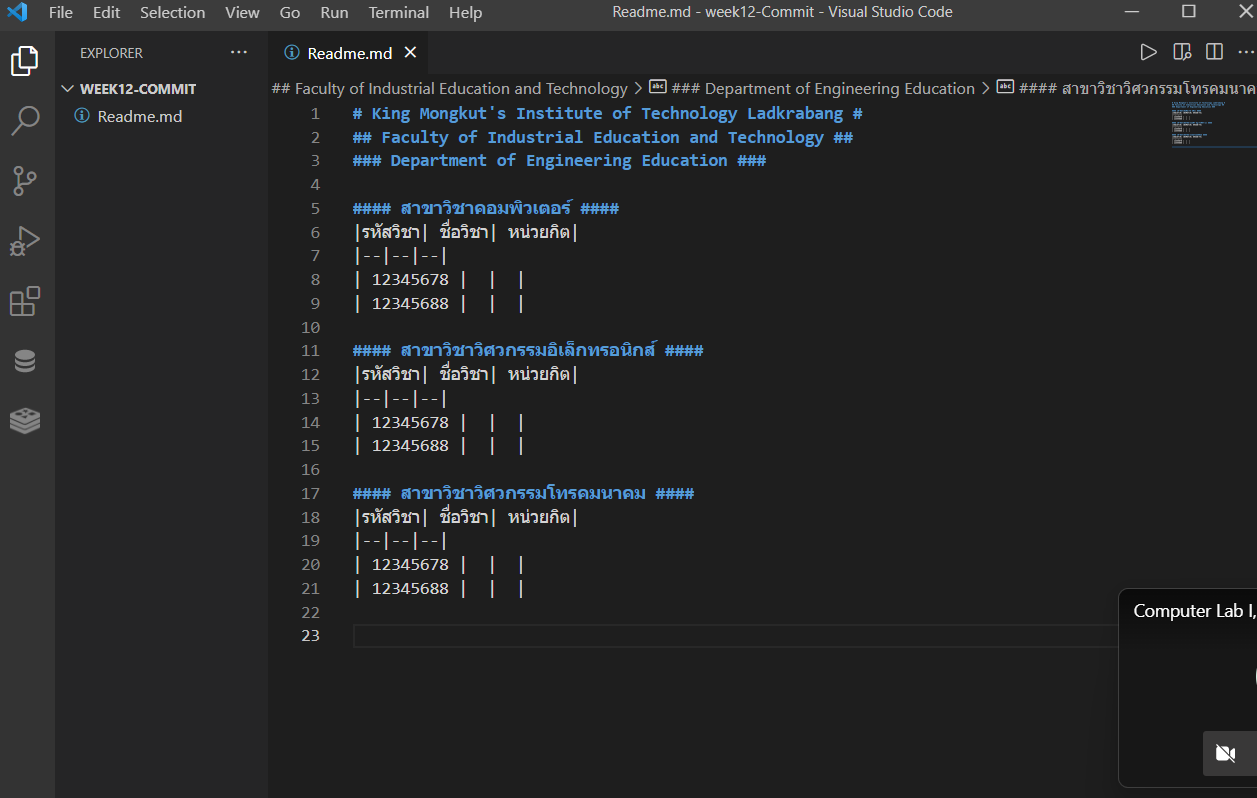 File Edit Selection View Go Run Terminal Help
Readme.md - week12-Commit - Visual Studio Code
EXPLORER
WEEK12-COMMIT
Readme.md
Readme.md
## Faculty of Industrial Education and Technology > ### Department of Engineering Education > #### สาขาวิชาวิศวกรรมโทรคมนาค
1 # King Mongkut's Institute of Technology Ladkrabang #
2 ## Faculty of Industrial Education and Technology ##
3 ### Department of Engineering Education ###
4
5 #### สาขาวิชาคอมพิวเตอร์ ####
6 |รหัสวิชา| ชื่อวิชา| หน่วยกิต|
7 |--|--|--|
8 | 12345678 | | |
9 | 12345688 | | |
10
11 #### สาขาวิชาวิศวกรรมอิเล็กทรอนิกส์ ####
12 |รหัสวิชา| ชื่อวิชา| หน่วยกิต|
13 |--|--|--|
14 | 12345678 | | |
15 | 12345688 | | |
16
17 #### สาขาวิชาวิศวกรรมโทรคมนาคม ####
18 |รหัสวิชา| ชื่อวิชา| หน่วยกิต|
19 |--|--|--|
20 | 12345678 | | |
21 | 12345688 | | |
22
23
Computer Lab I,